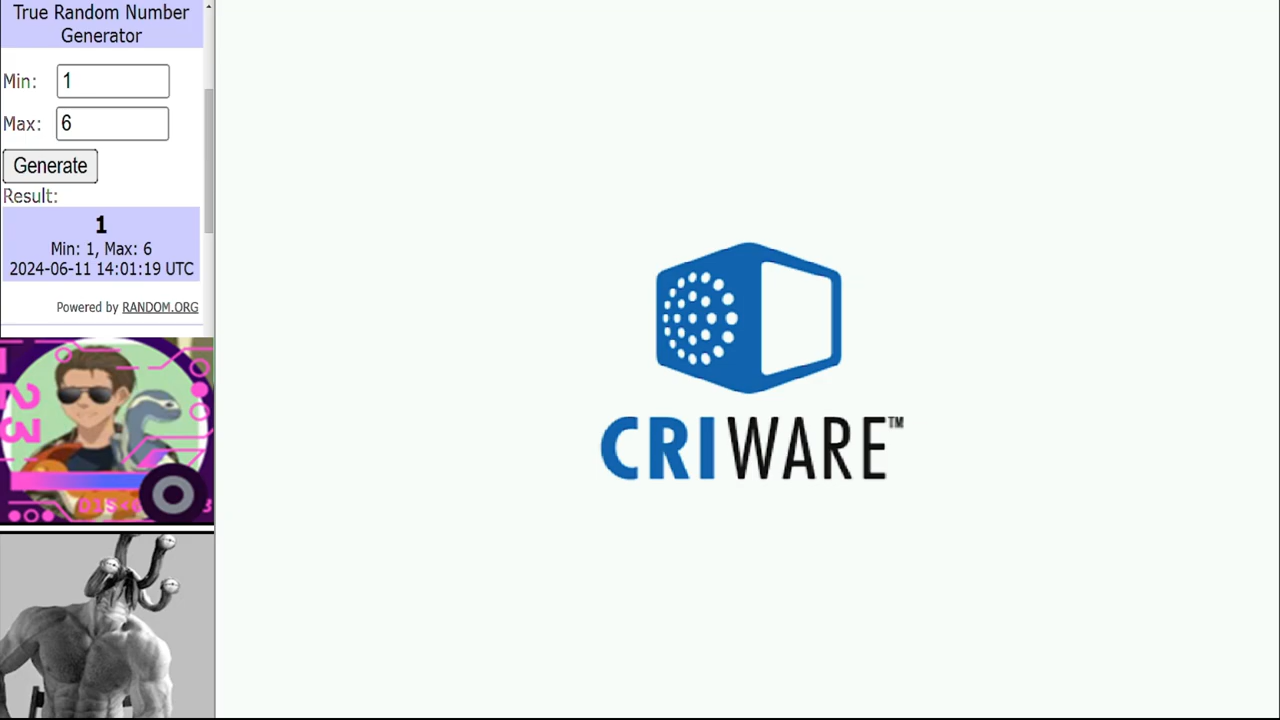 True Random Number
Generator
Min: 1
Max: 6
Generate
Result:
1
Min: 1, Max: 6
2024-06-11 14:01:19 UTC
Powered by RANDOM.ORG
23
CRIWARE™